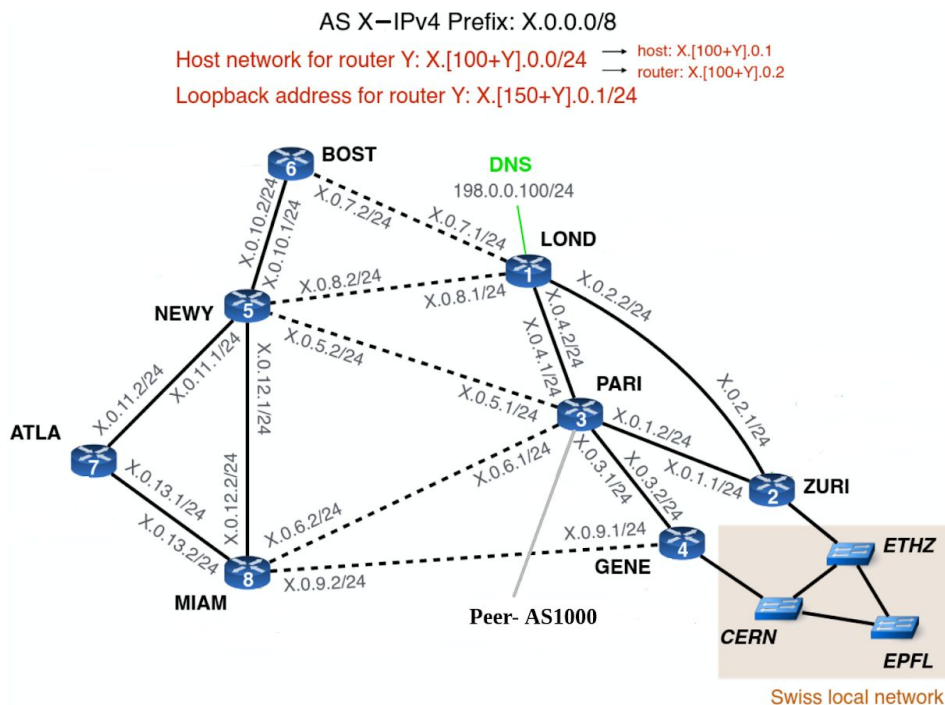 AS X–IPv4 Prefix: X.0.0.0/8
Host network for router Y: X.[100+Y].0.0/24
host: X.[100+Y].0.1
router: X.[100+Y].0.2
Loopback address for router Y: X.[150+Y].0.1/24
BOST
6
DNS
198.0.0.100/24
X.0.7.2/24
X.0.7.1/24
X.0.10.2/24
X.0.10.1/24
LOND
1
X.0.8.2/24
X.0.8.1/24
X.0.2.2/24
NEWY
5
X.0.5.2/24
X.0.4.2/24
X.0.4.1/24
X.0.11.2/24
X.0.11.1/24
X.0.12.1/24
PARI
3
X.0.5.1/24
X.0.1.2/24
X.0.2.1/24
ATLA
7
X.0.6.1/24
X.0.3.1/24
X.0.3.2/24
X.0.1.1/24
ZURI
2
X.0.13.1/24
X.0.13.2/24
X.0.12.2/24
X.0.6.2/24
X.0.9.1/24
4
GENE
ETHZ
8
MIAM
X.0.9.2/24
Peer- AS1000
CERN
EPFL
Swiss local network